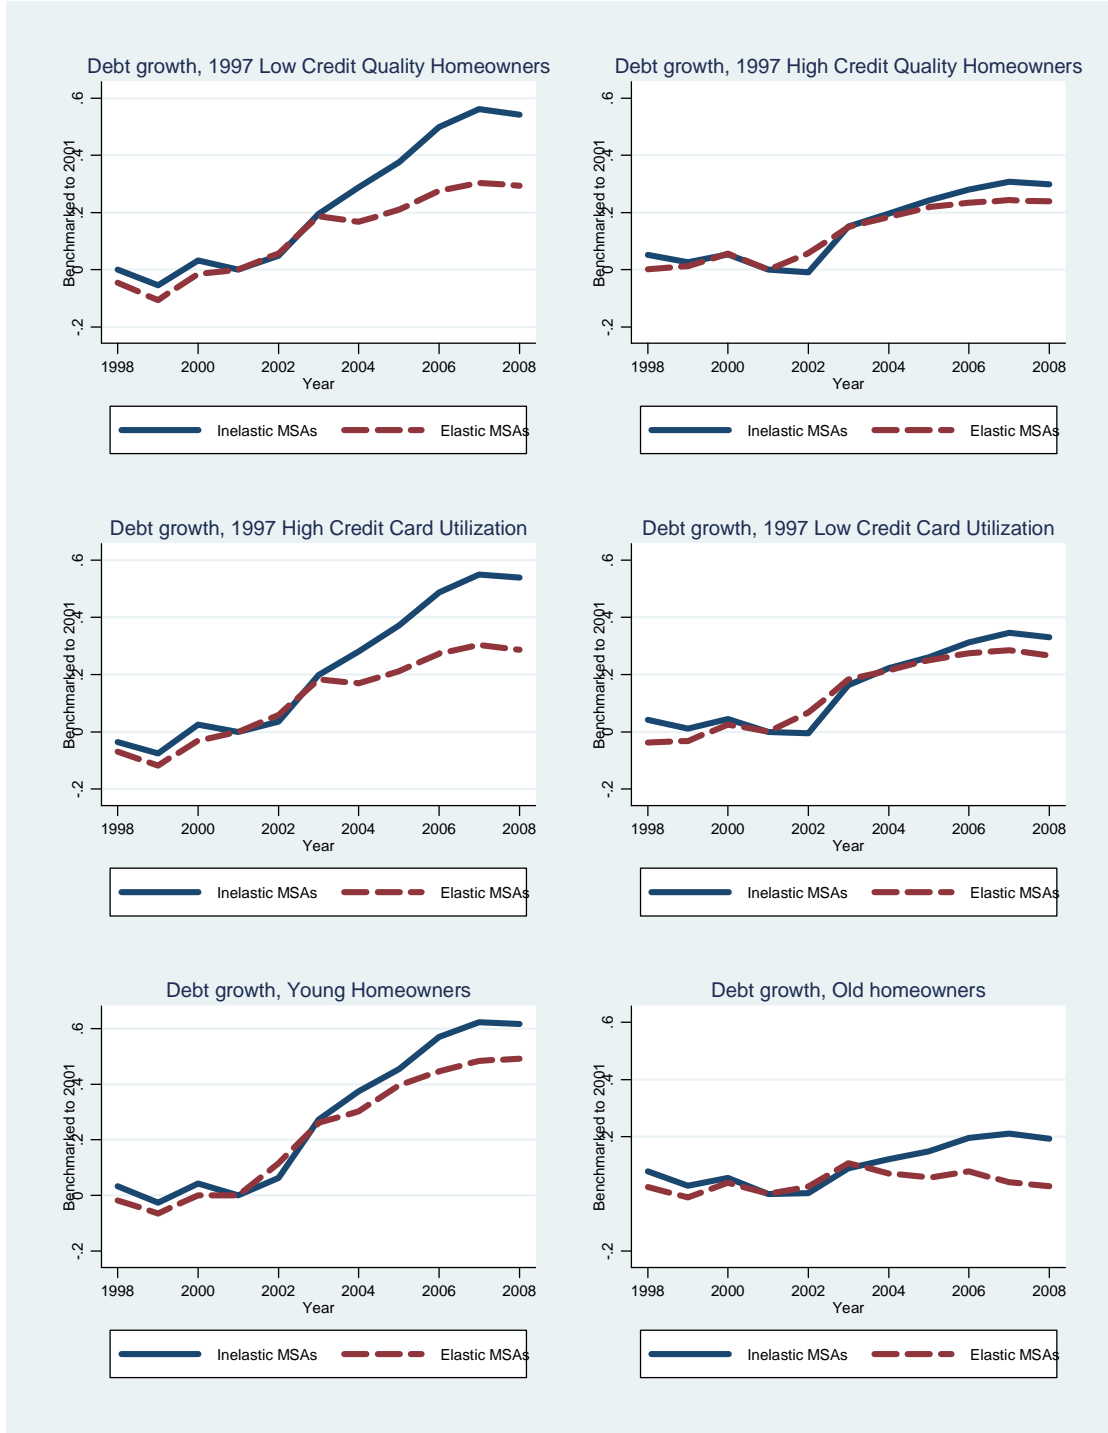 Debt growth, 1997 Low Credit Quality Homeowners
Benchmarked to 2001
.6
.4
.2
0
-.2
1998 2000 2002 2004 2006 2008
Year
Inelastic MSAs Elastic MSAs
Debt growth, 1997 High Credit Quality Homeowners
Benchmarked to 2001
.6
.4
.2
0
-.2
1998 2000 2002 2004 2006 2008
Year
Inelastic MSAs Elastic MSAs
Debt growth, 1997 High Credit Card Utilization
Benchmarked to 2001
.6
.4
.2
0
-.2
1998 2000 2002 2004 2006 2008
Year
Inelastic MSAs Elastic MSAs
Debt growth, 1997 Low Credit Card Utilization
Benchmarked to 2001
.6
.4
.2
0
-.2
1998 2000 2002 2004 2006 2008
Year
Inelastic MSAs Elastic MSAs
Debt growth, Young Homeowners
Benchmarked to 2001
.6
.4
.2
0
-.2
1998 2000 2002 2004 2006 2008
Year
Inelastic MSAs Elastic MSAs
Debt growth, Old homeowners
Benchmarked to 2001
.6
.4
.2
0
-.2
1998 2000 2002 2004 2006 2008
Year
Inelastic MSAs Elastic MSAs